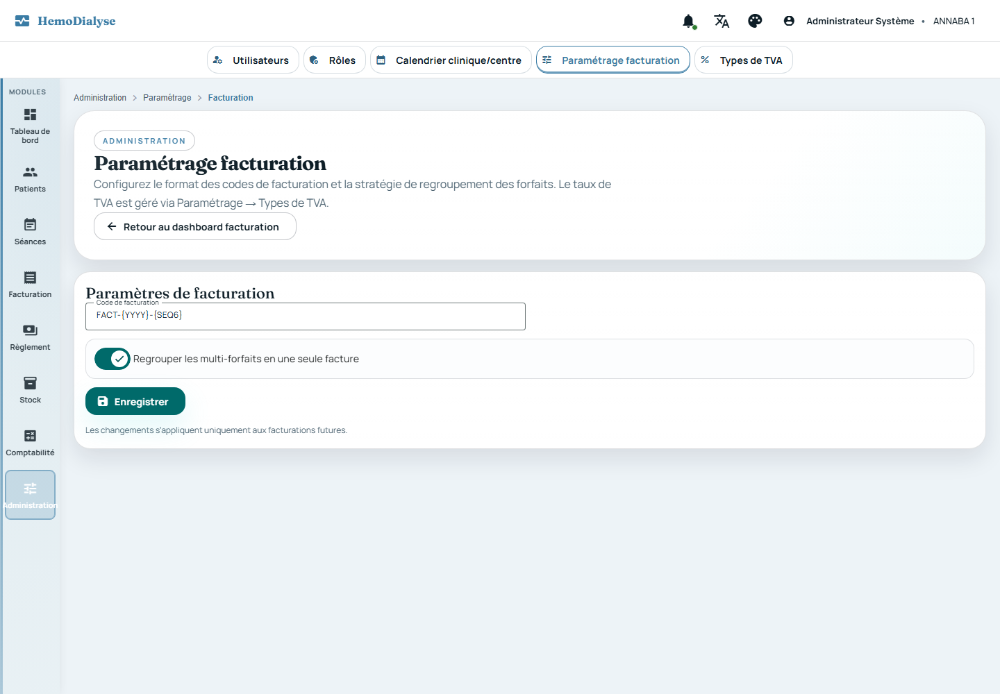 HemoDialyse
Administrateur Système • ANNABA 1
Utilisateurs
Rôles
Calendrier clinique/centre
Paramétrage facturation
Types de TVA
MODULES
Tableau de
bord
Patients
Séances
Facturation
Règlement
Stock
Comptabilité
Administration
Administration > Paramétrage > Facturation
ADMINISTRATION
Paramétrage facturation
Configurez le format des codes de facturation et la stratégie de regroupement des forfaits. Le taux de
TVA est géré via Paramétrage → Types de TVA.
Retour au dashboard facturation
Paramètres de facturation
Code de facturation
FACT-{YYYY}-{SEQ6}
Regrouper les multi-forfaits en une seule facture
Enregistrer
Les changements s'appliquent uniquement aux facturations futures.